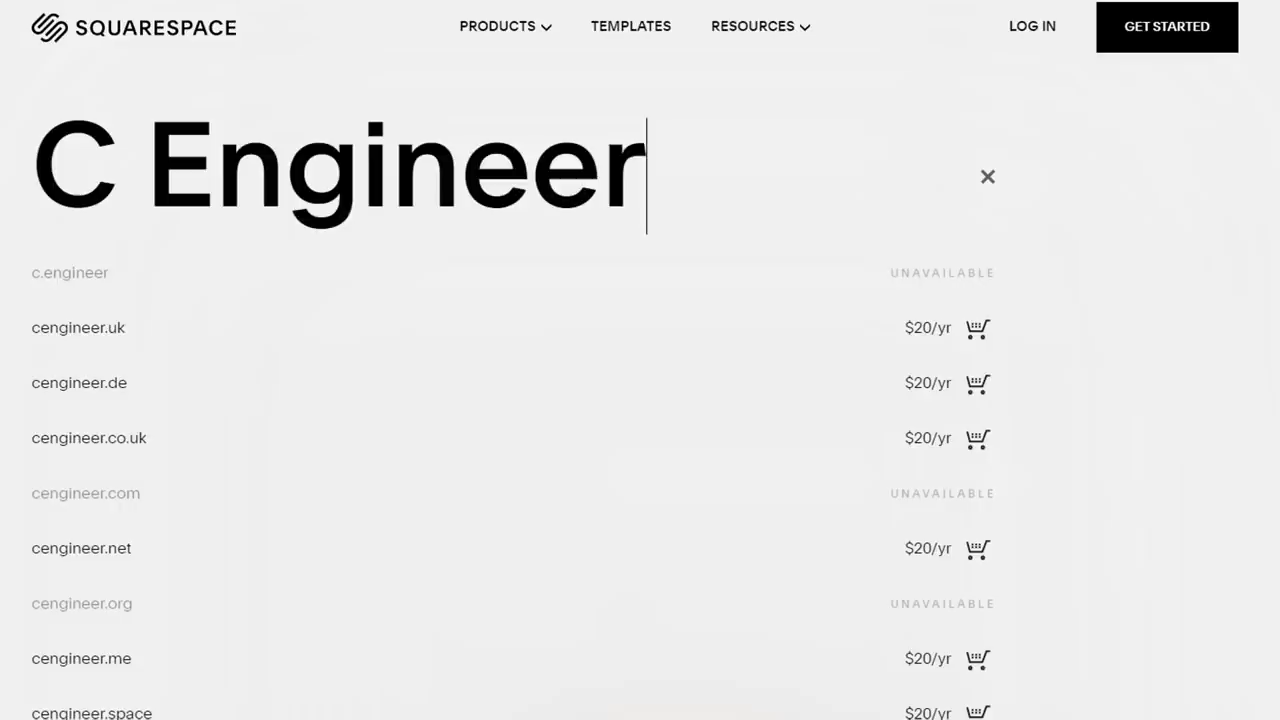 SQUARESPACE PRODUCTS TEMPLATES RESOURCES LOG IN GET STARTED
C Engineer
c.engineer UNAVAILABLE
cengineer.uk $20/yr
cengineer.de $20/yr
cengineer.co.uk $20/yr
cengineer.com UNAVAILABLE
cengineer.net $20/yr
cengineer.org UNAVAILABLE
cengineer.me $20/yr
cengineer.space $20/yr